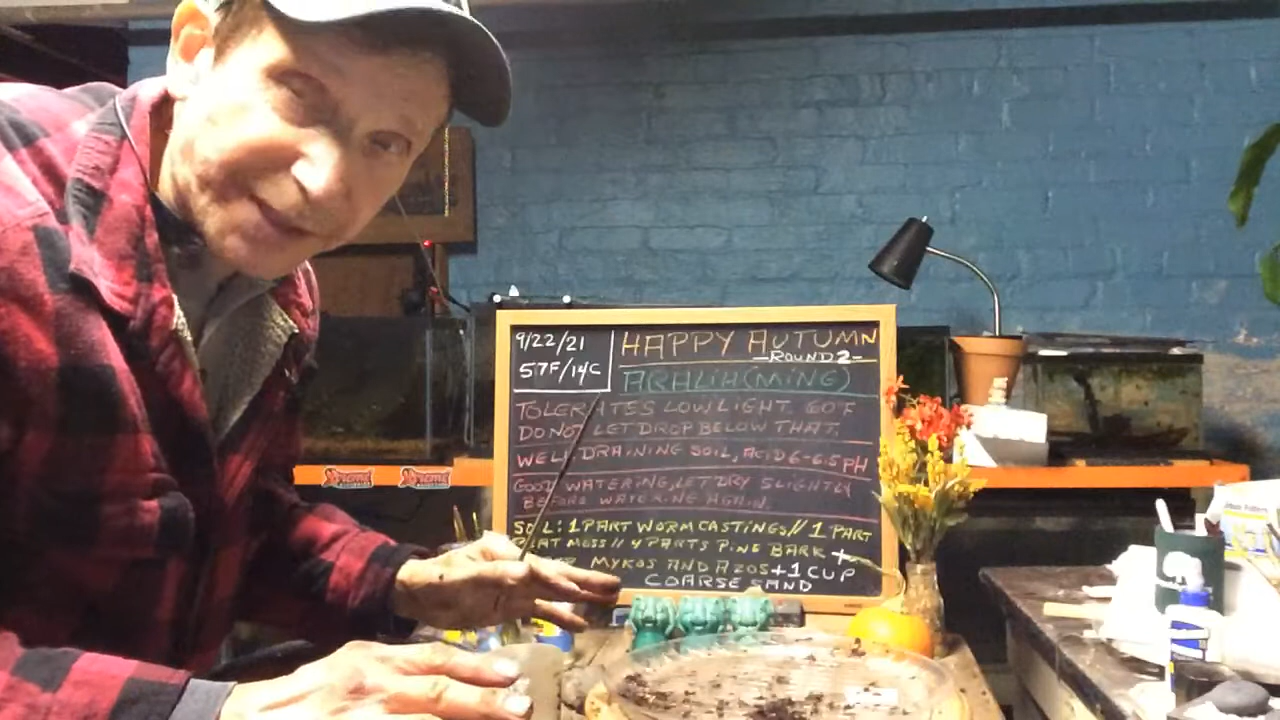 9/22/21
57F/14C
HAPPY AUTUMN
-ROUND 2-
ARALIA (MING)
TOLERATES LOW LIGHT. 60°F
DO NOT LET DROP BELOW THAT.
WELL DRAINING SOIL, ACID 6-6.5 PH
GOOD WATERING, LET DRY SLIGHTLY
BEFORE WATERING AGAIN.
SOIL: 1 PART WORM CASTINGS // 1 PART
PEAT MOSS // 4 PARTS PINE BARK +
MYKOS AND AZOS + 1 CUP
COARSE SAND
Xtreme
Xtreme